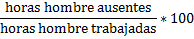 horas hombre ausentes
horas hombre trabajadas * 100